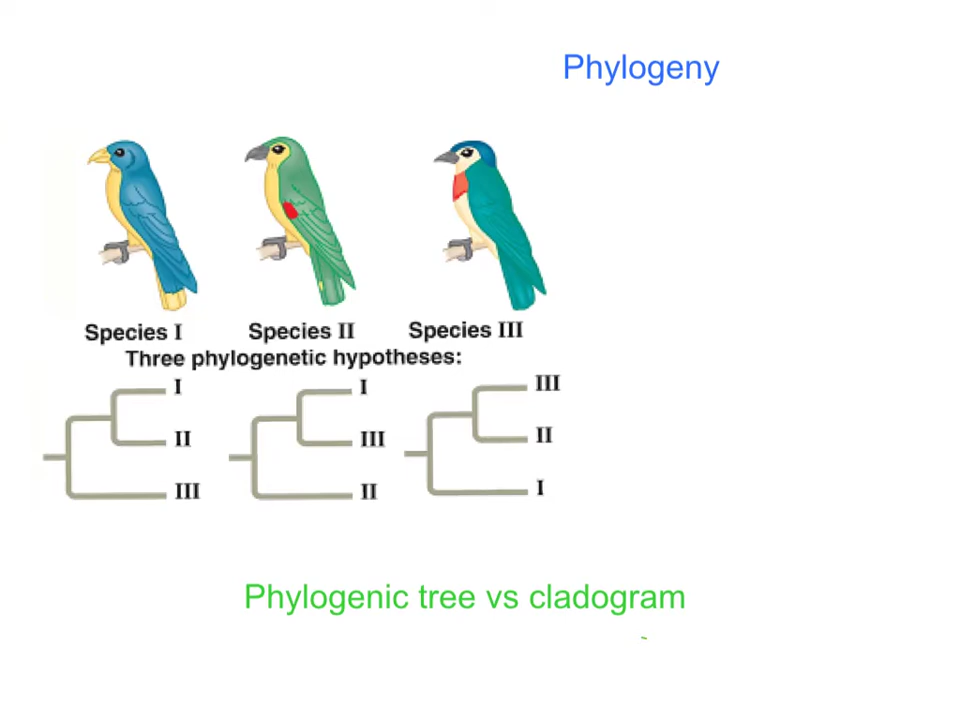 Phylogeny
Species I Species II Species III
Three phylogenetic hypotheses:
I I III
II III II
III II I
Phylogenic tree vs cladogram